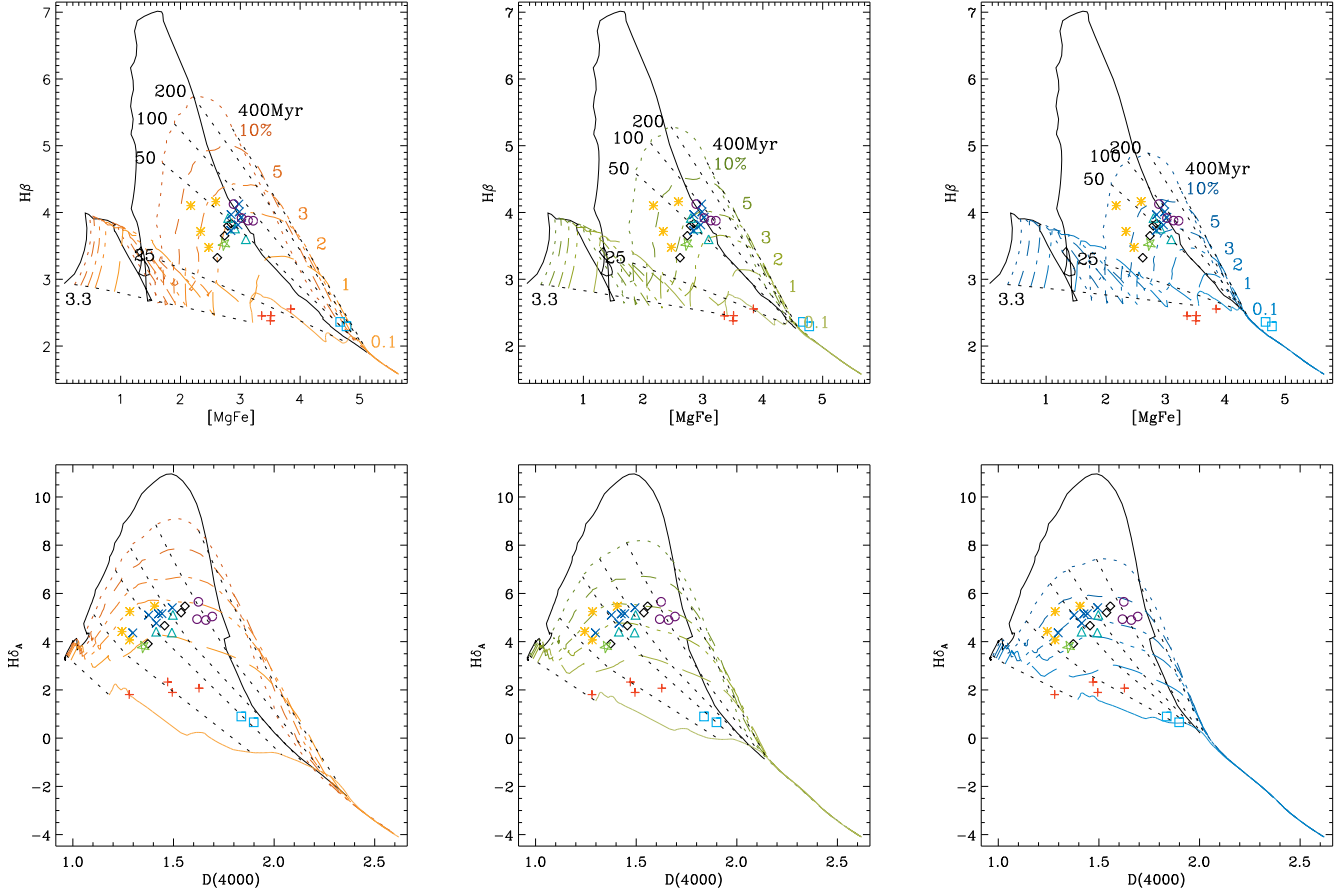 7 7 7
6 6 6
200
400Myr
100 10%
5 5 200 5
100 400Myr
50 10%
5 50 200 400Myr
100 10%
50
4 4 5 4 5
3 3 3
2 2 2
3 25 1 3 25 1 3 25 1
3.3 3.3 3.3
0.1 0.1 0.1
2 2 2
Hβ Hβ Hβ
1 2 3 4 5 1 2 3 4 5 1 2 3 4 5
[MgFe] [MgFe] [MgFe]
10 10 10
8 8 8
6 6 6
4 4 4
2 2 2
0 0 0
−2 −2 −2
−4 −4 −4
HδA HδA HδA
1.0 1.5 2.0 2.5 1.0 1.5 2.0 2.5 1.0 1.5 2.0 2.5
D(4000) D(4000) D(4000)